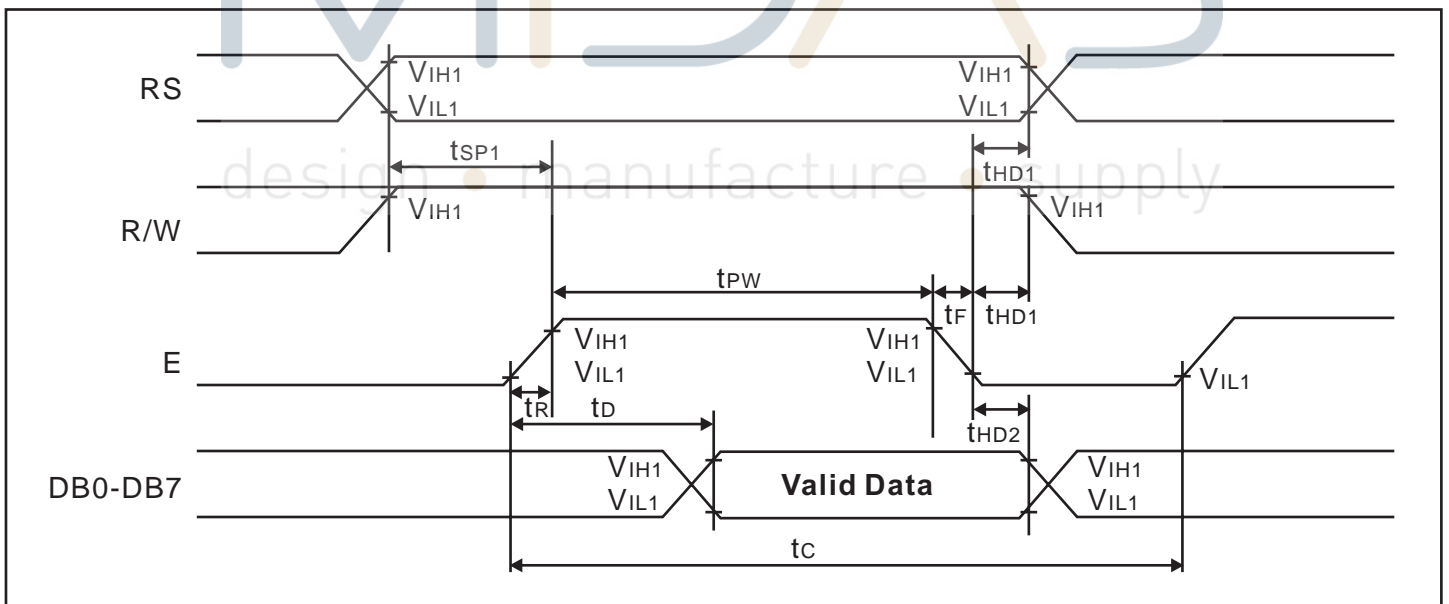 MIDAS
RS
VIH1
VIH1
VIL1
VIL1
tSP1
tHD1
design • manufacture • supply
R/W
VIH1
VIH1
tPW
tF
tHD1
E
VIH1
VIH1
VIL1
VIL1
VIL1
tR
tD
tHD2
DB0-DB7
VIH1
Valid Data
VIH1
VIL1
VIL1
tC